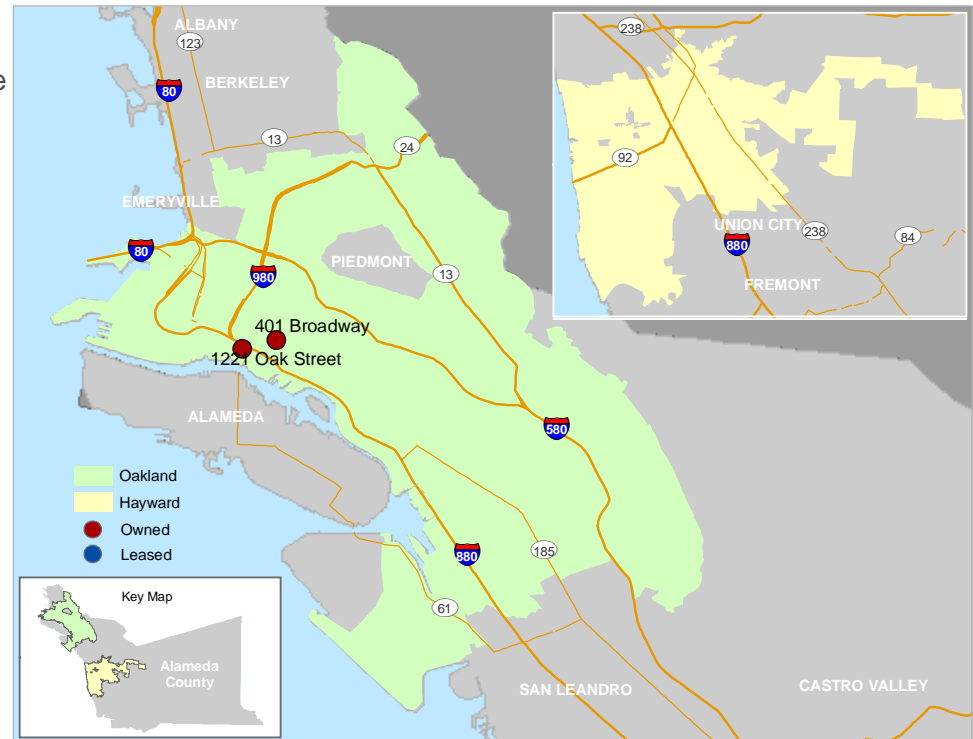 ALBANY
123
e
BERKELEY
80
13
24
EMERYVILLE
80
PIEDMONT
980
13
401 Broadway
1221 Oak Street
ALAMEDA
580
Oakland
Hayward
Owned
Leased
880
185
61
SAN LEANDRO
CASTRO VALLEY
238
92
UNION CITY
238
84
880
FREMONT
Key Map
Alameda
County